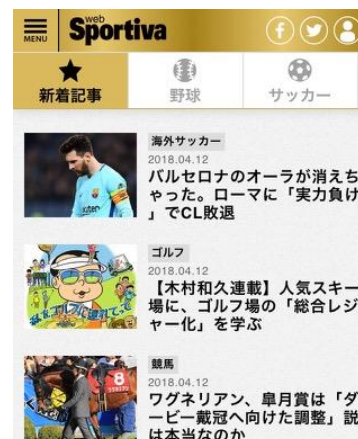 MENU
web
Sportiva
新着記事
野球
サッカー
海外サッカー
2018.04.12
バルセロナのオーラが消えち
ゃった。ローマに「実力負け
」でCL敗退
ゴルフ
2018.04.12
【木村和久連載】人気スキー
場に、ゴルフ場の「総合レジ
ャー化」を学ぶ
競馬
2018.04.12
ワグネリアン、皐月賞は「ダ
ービー戴冠へ向けた調整」説
は本当なのか
8